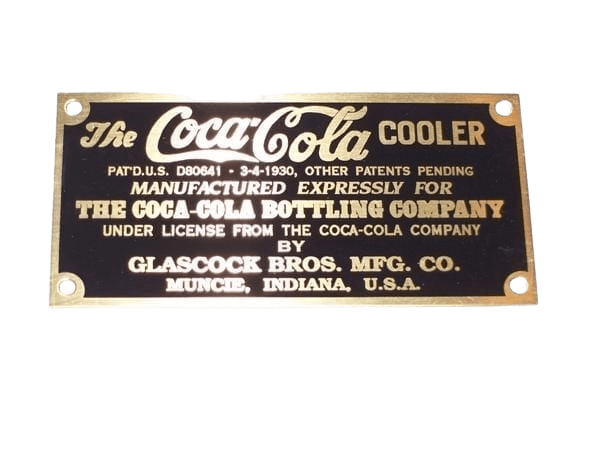 The Coca-Cola COOLER
PAT'D.U.S. D80641 - 3-4-1930, OTHER PATENTS PENDING
MANUFACTURED EXPRESSLY FOR
THE COCA-COLA BOTTLING COMPANY
UNDER LICENSE FROM THE COCA-COLA COMPANY
BY
GLASCOCK BROS. MFG. CO.
MUNCIE, INDIANA, U.S.A.